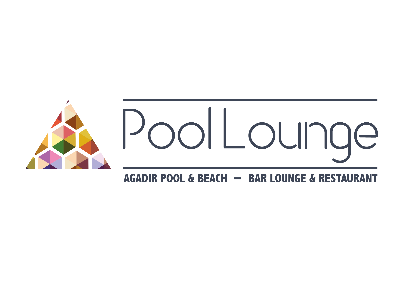 Pool Lounge
AGADIR POOL & BEACH – BAR LOUNGE & RESTAURANT